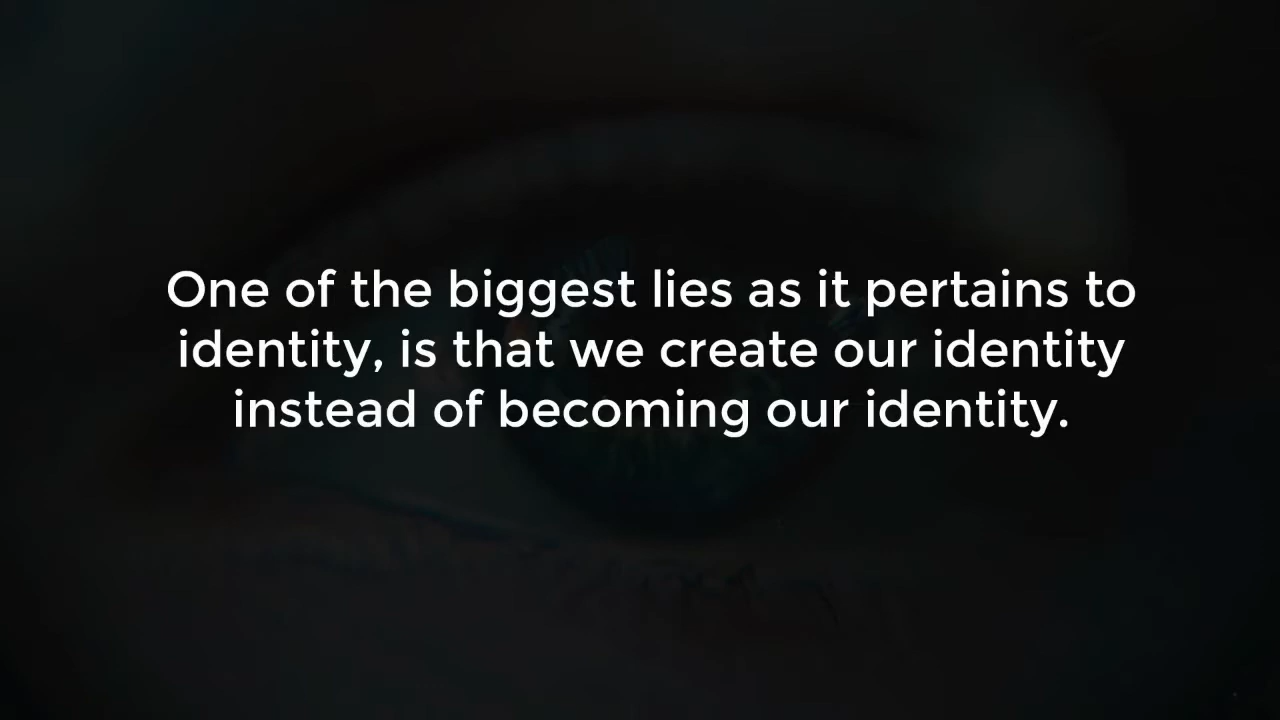 One of the biggest lies as it pertains to
identity, is that we create our identity
instead of becoming our identity.